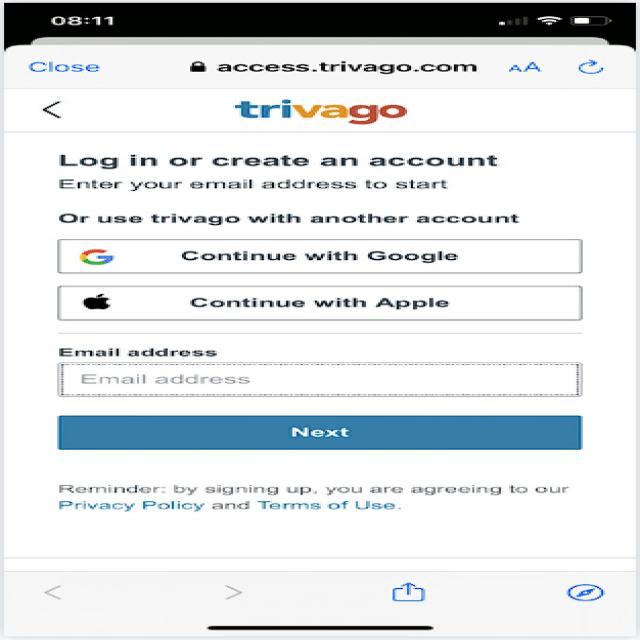 08:11
Close access.trivago.com AA
trivago
Log in or create an account
Enter your email address to start
Or use trivago with another account
Continue with Google
Continue with Apple
Email address
Email address
Next
Reminder: by signing up, you are agreeing to our
Privacy Policy and Terms of Use.